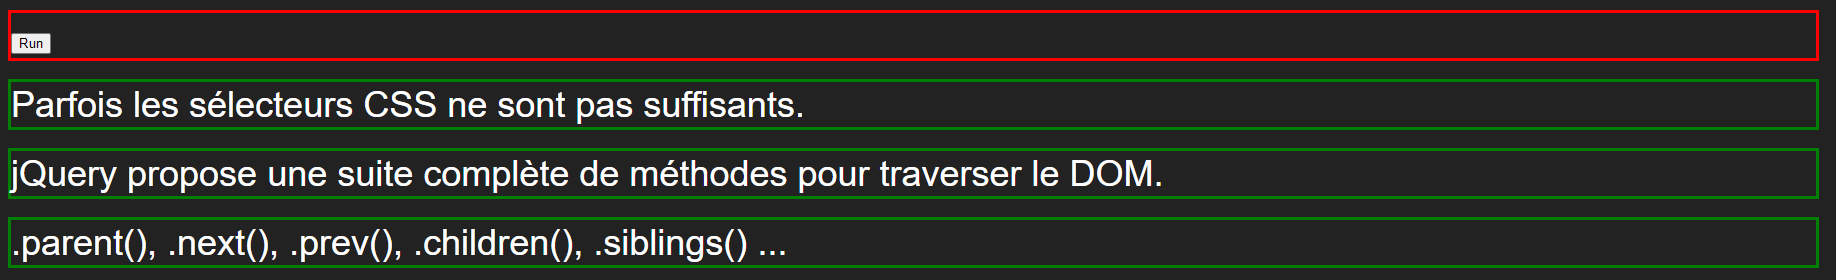 Run
Parfois les sélecteurs CSS ne sont pas suffisants.
jQuery propose une suite complète de méthodes pour traverser le DOM.
.parent(), .next(), .prev(), .children(), .siblings() ...